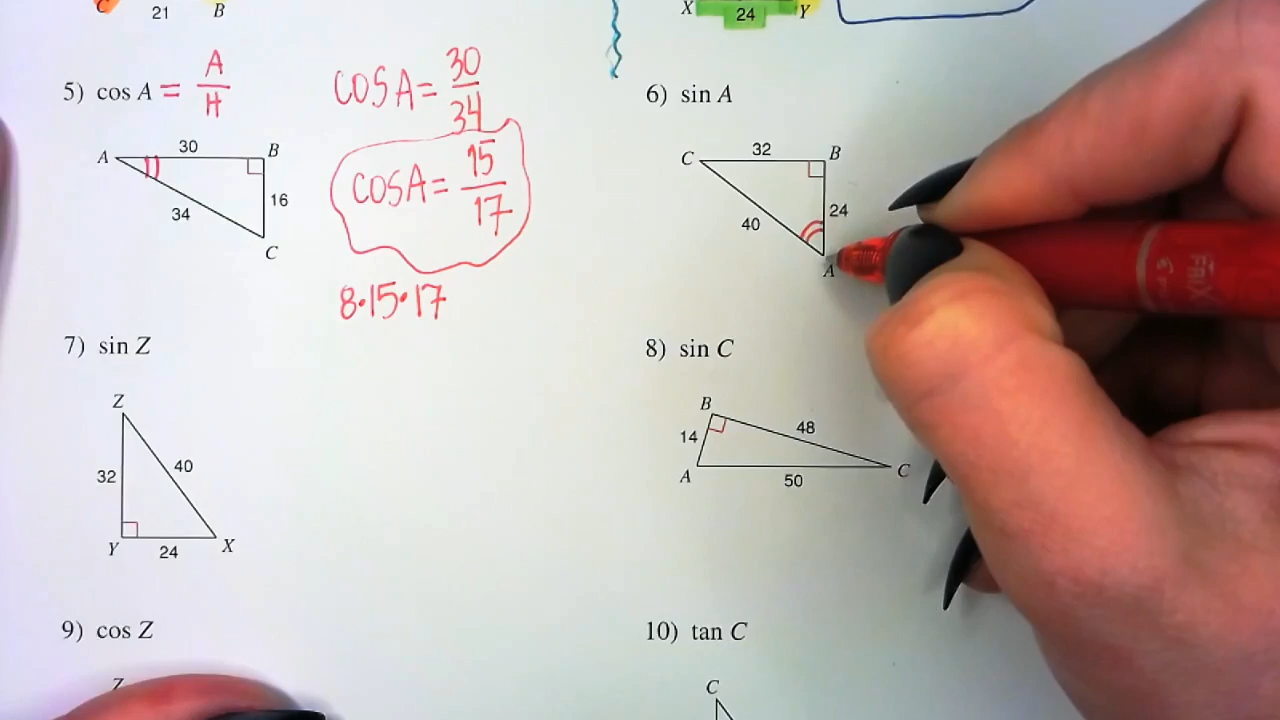 C 21 B
X 24 Y
5) cos A = A/H
COS A = 30/34
COSA = 15/17
8·15·17
A 30 B
16
34
C
6) sin A
C 32 B
24
40
A
7) sin Z
Z
32 40
Y 24 X
8) sin C
B
14 48
A 50 C
9) cos Z
Z
10) tan C
C